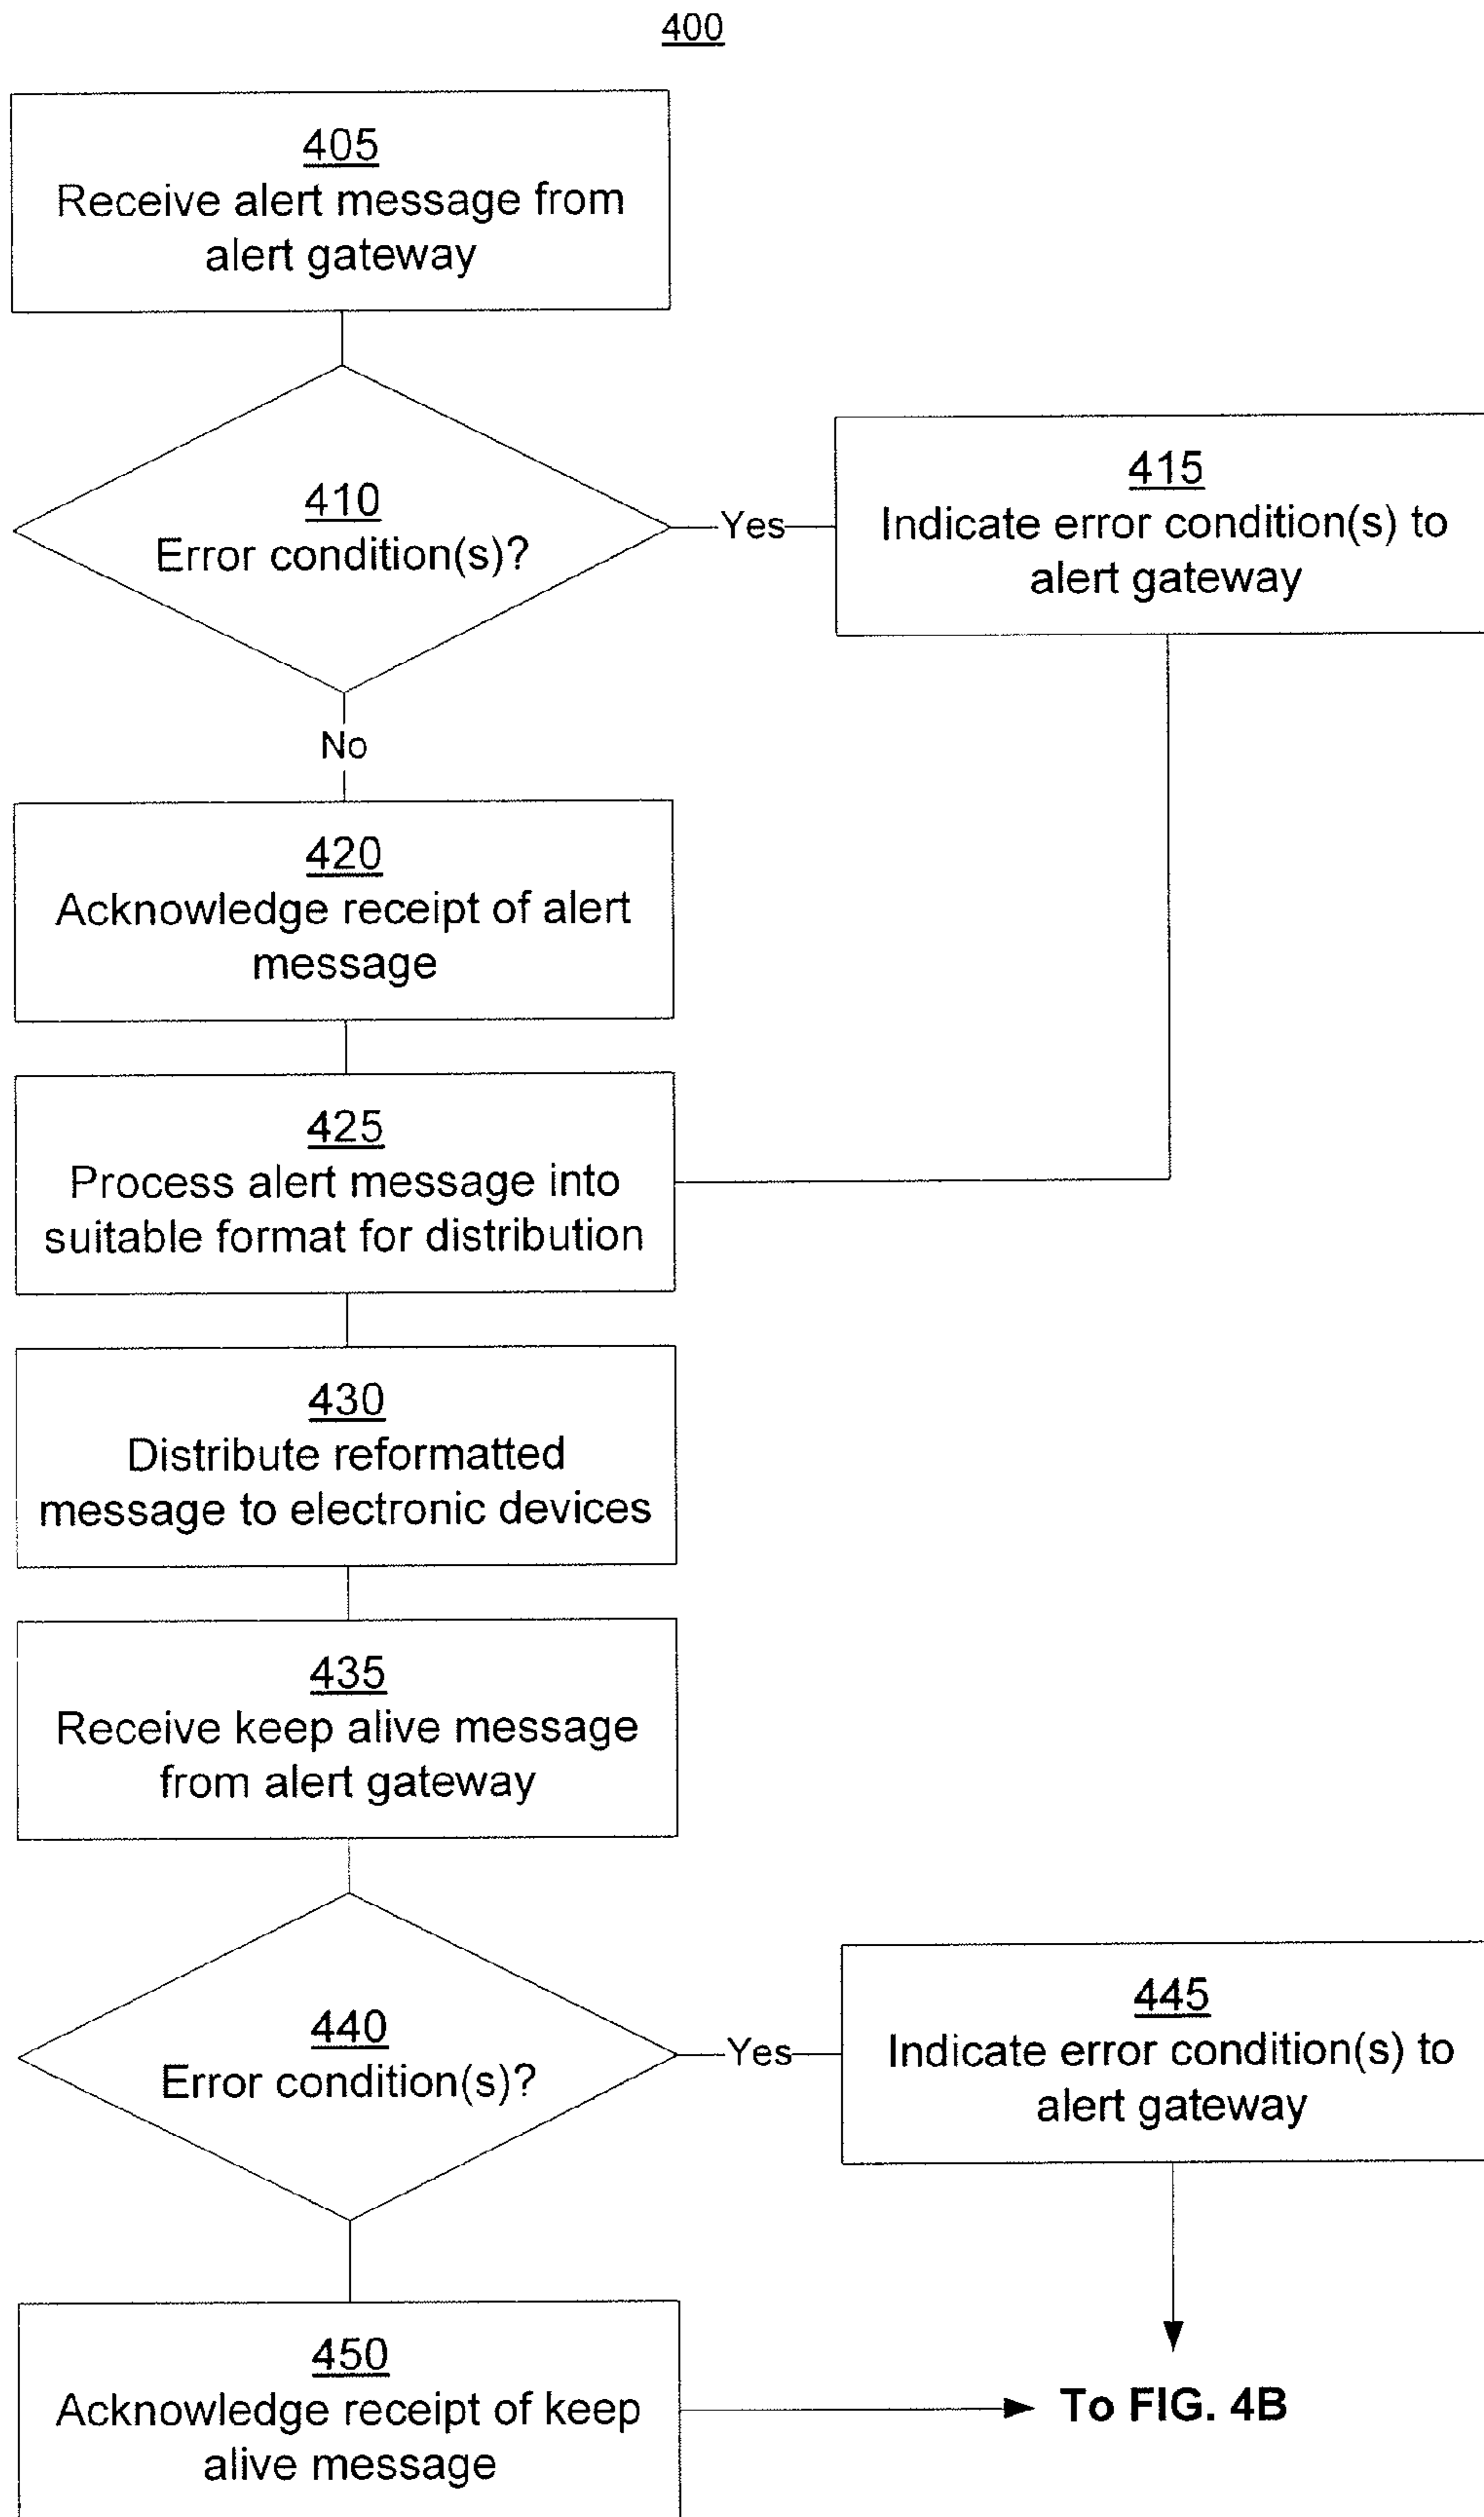 400
405
Receive alert message from
alert gateway
410
Error condition(s)?
Yes
415
Indicate error condition(s) to
alert gateway
No
420
Acknowledge receipt of alert
message
425
Process alert message into
suitable format for distribution
430
Distribute reformatted
message to electronic devices
435
Receive keep alive message
from alert gateway
440
Error condition(s)?
Yes
445
Indicate error condition(s) to
alert gateway
450
Acknowledge receipt of keep
alive message
To FIG. 4B